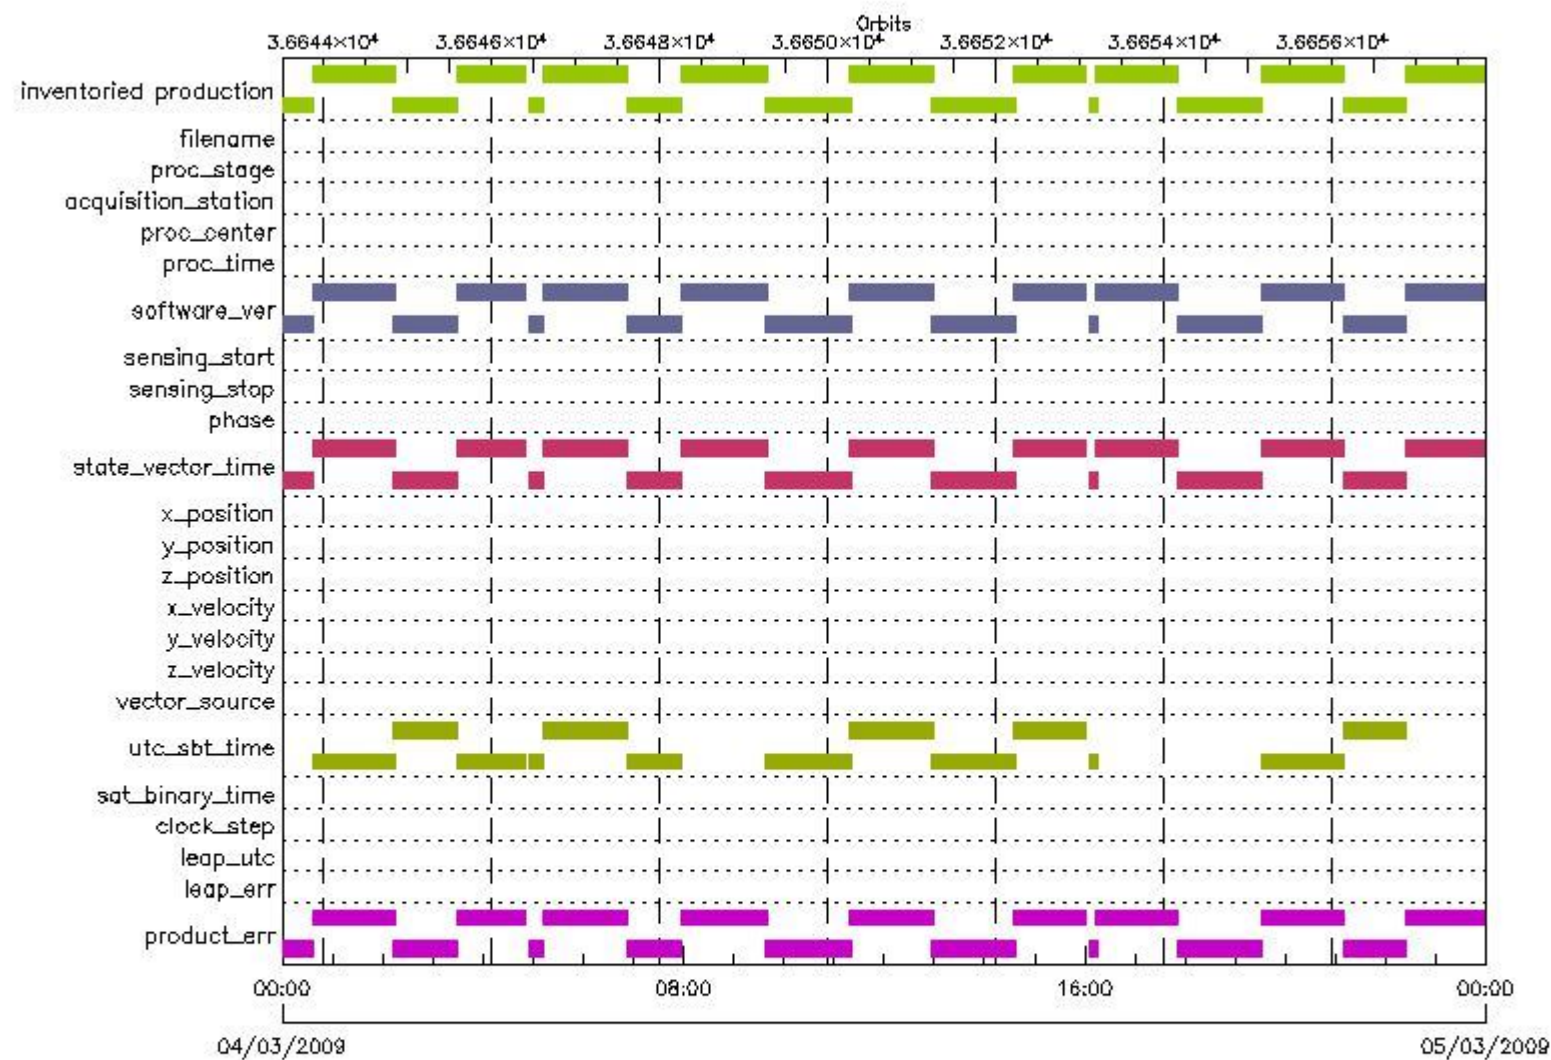 Orbits
3.6644×10⁴ 3.6646×10⁴ 3.6648×10⁴ 3.6650×10⁴ 3.6652×10⁴ 3.6654×10⁴ 3.6656×10⁴
inventoried production
filename
proc_stage
acquisition_station
proc_center
proc_time
software_ver
sensing_start
sensing_stop
phase
state_vector_time
x_position
y_position
z_position
x_velocity
y_velocity
z_velocity
vector_source
utc_sbt_time
sat_binary_time
clock_step
leap_utc
leap_err
product_err
00:00 08:00 16:00 00:00
04/03/2009 05/03/2009